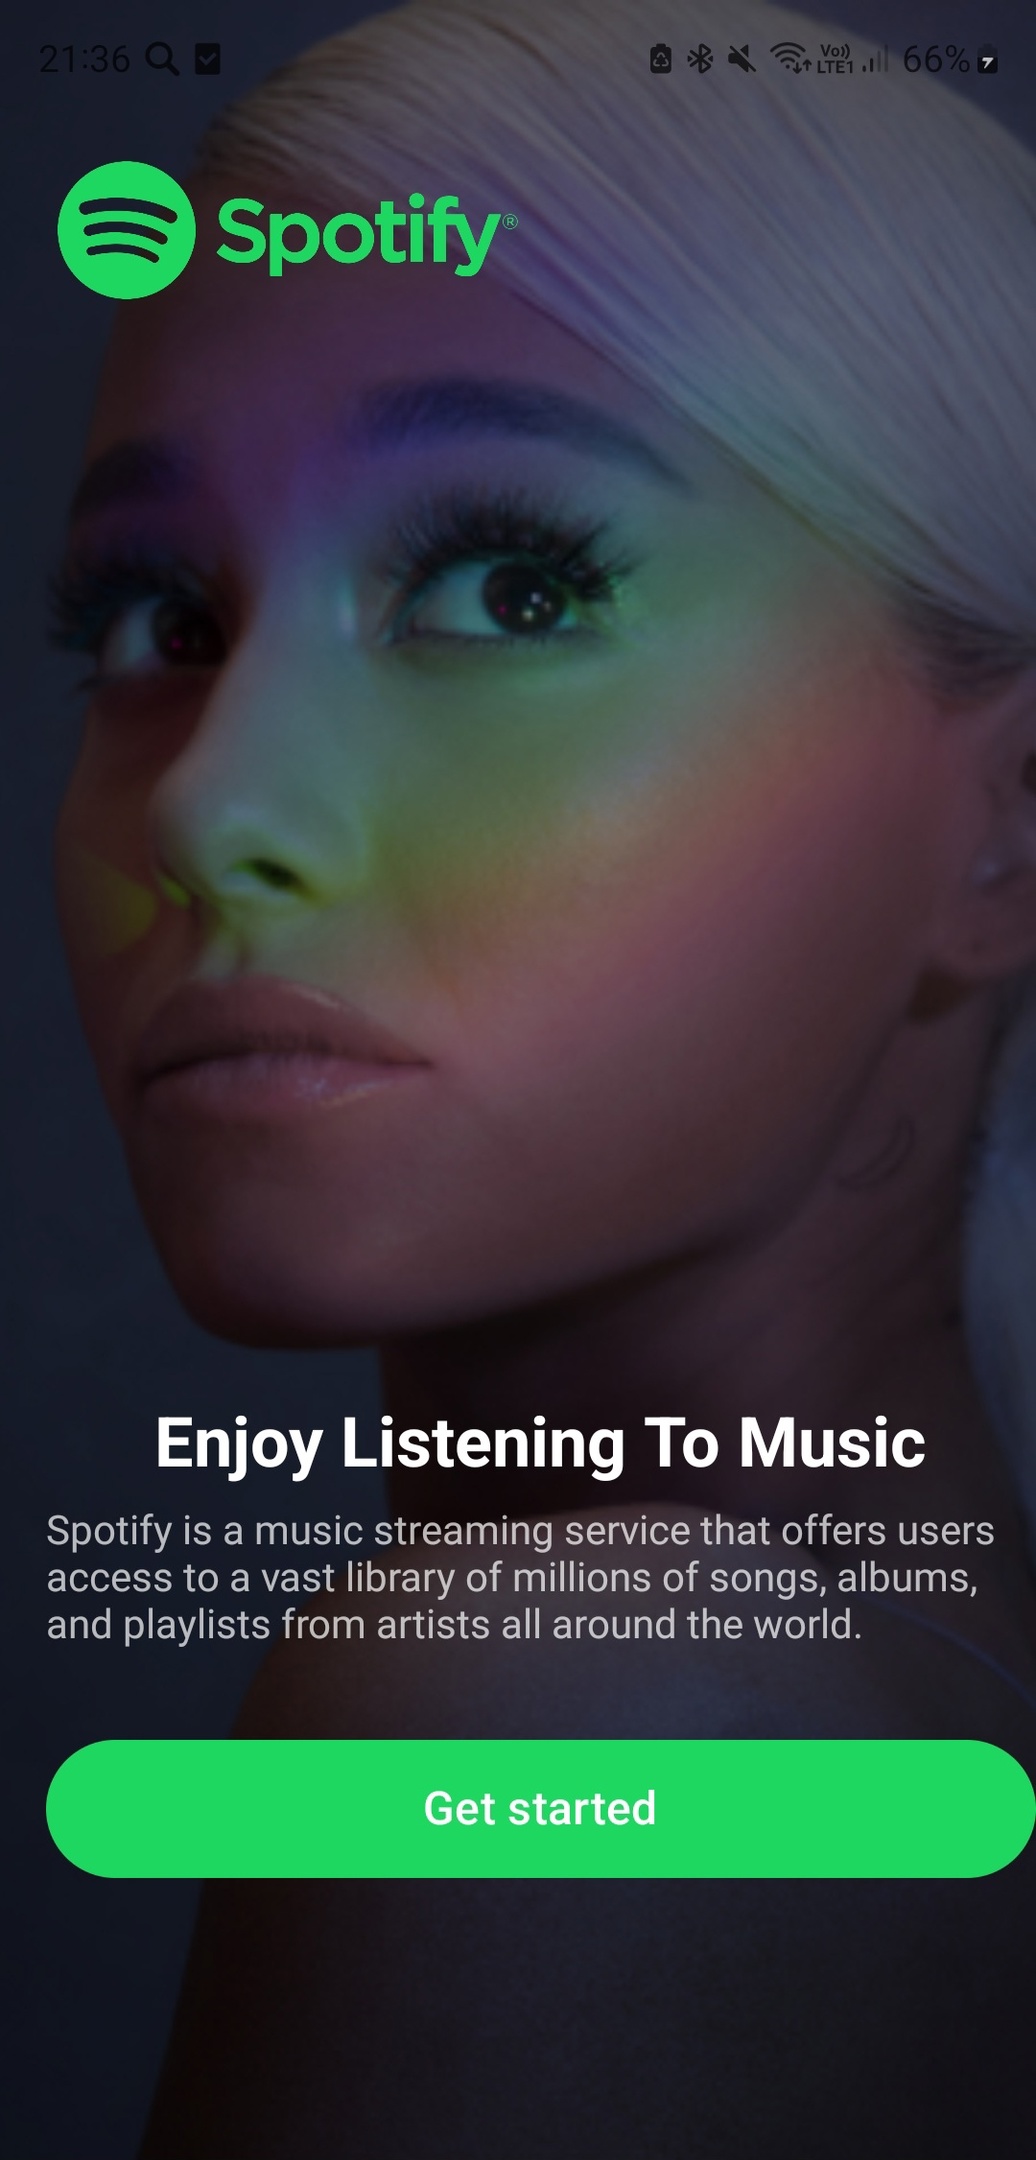 21:36 Vo)) LTE1 66%
Spotify®
Enjoy Listening To Music
Spotify is a music streaming service that offers users
access to a vast library of millions of songs, albums,
and playlists from artists all around the world.
Get started